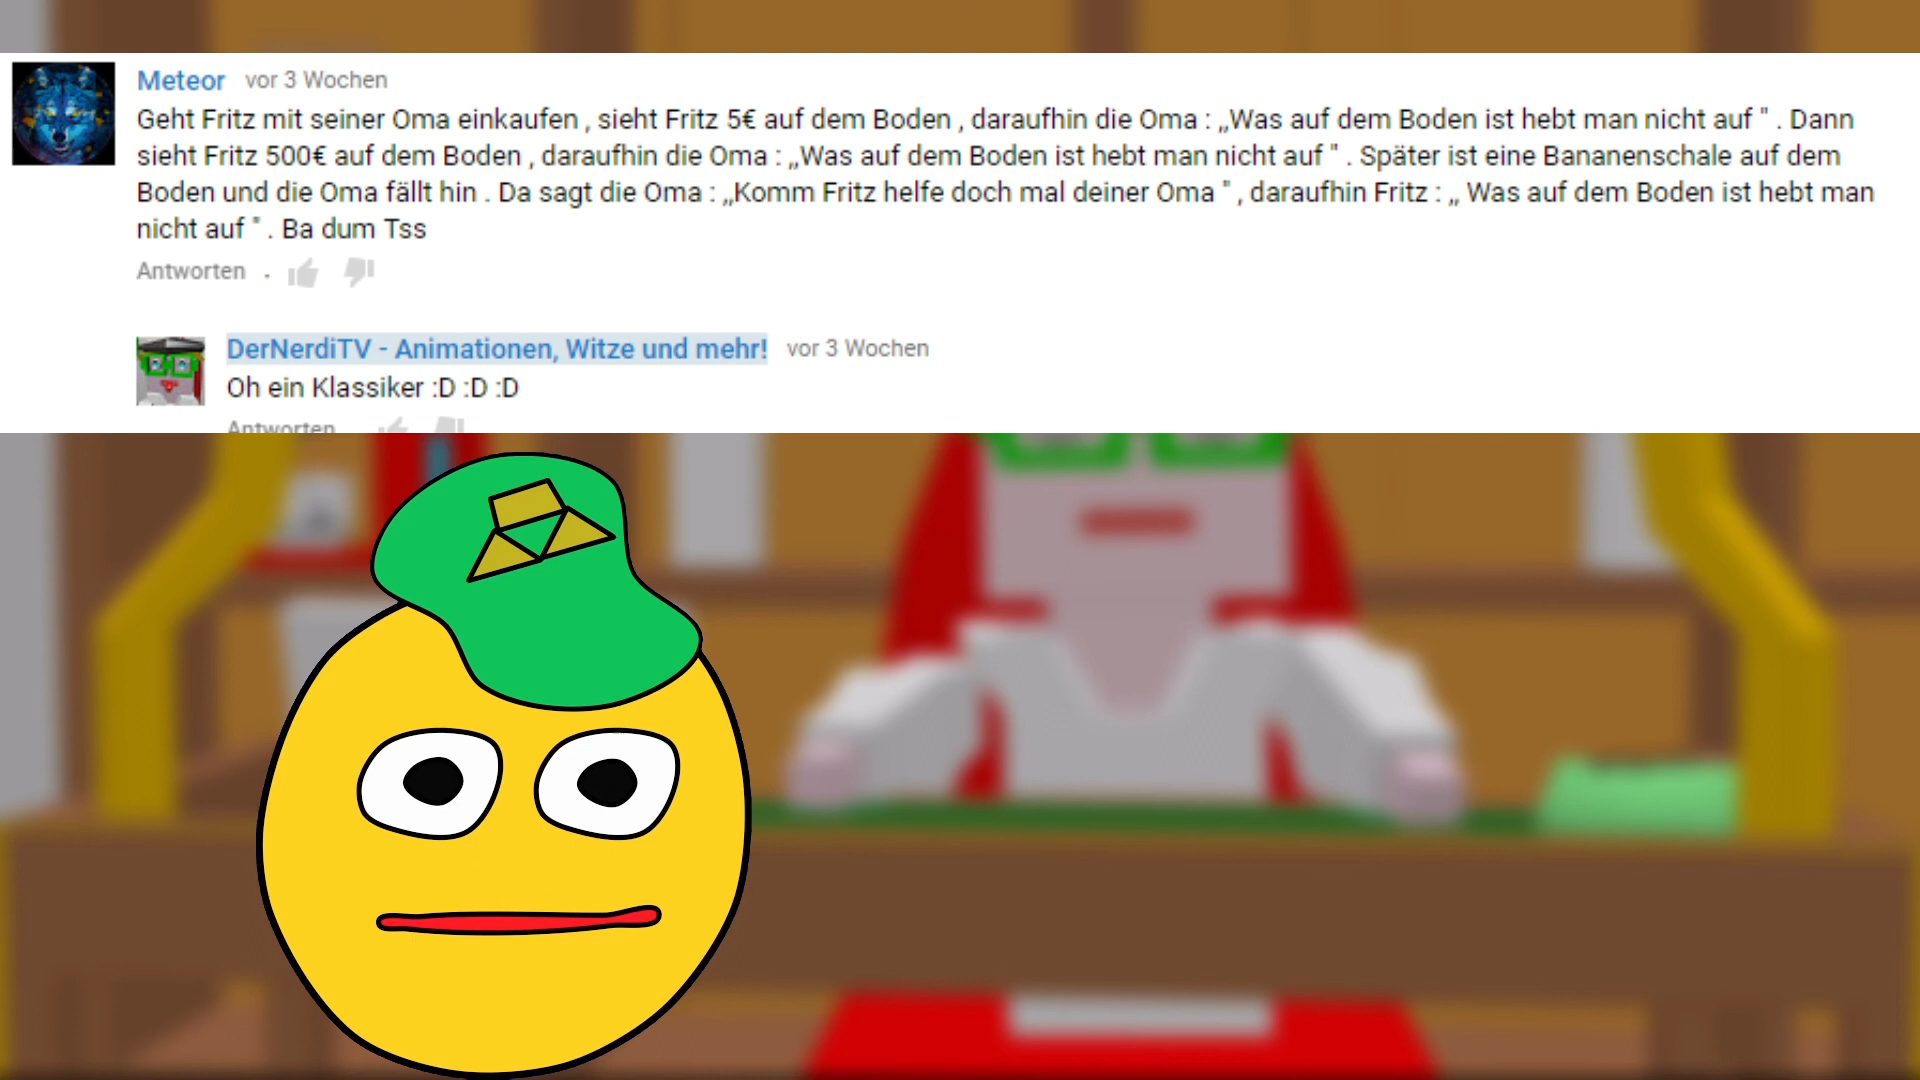 Meteor vor 3 Wochen
Geht Fritz mit seiner Oma einkaufen , sieht Fritz 5€ auf dem Boden , daraufhin die Oma : „Was auf dem Boden ist hebt man nicht auf " . Dann
sieht Fritz 500€ auf dem Boden , daraufhin die Oma : „Was auf dem Boden ist hebt man nicht auf " . Später ist eine Bananenschale auf dem
Boden und die Oma fällt hin . Da sagt die Oma : „Komm Fritz helfe doch mal deiner Oma " , daraufhin Fritz : „ Was auf dem Boden ist hebt man
nicht auf " . Ba dum Tss
Antworten .
DerNerdiTV - Animationen, Witze und mehr! vor 3 Wochen
Oh ein Klassiker :D :D :D
Antworten